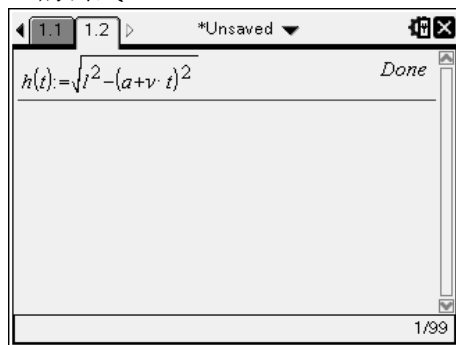 1.1 1.2 *Unsaved
h(t):=√l²-(a+v·t)² Done
1/99